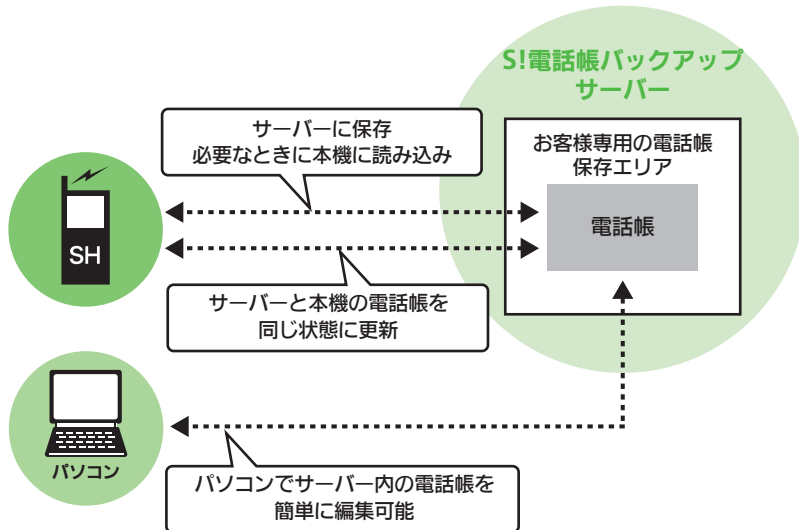 S!電話帳バックアップ
サーバー
サーバーに保存
必要なときに本機に読み込み
お客様専用の電話帳
保存エリア
電話帳
SH
サーバーと本機の電話帳を
同じ状態に更新
パソコン
パソコンでサーバー内の電話帳を
簡単に編集可能